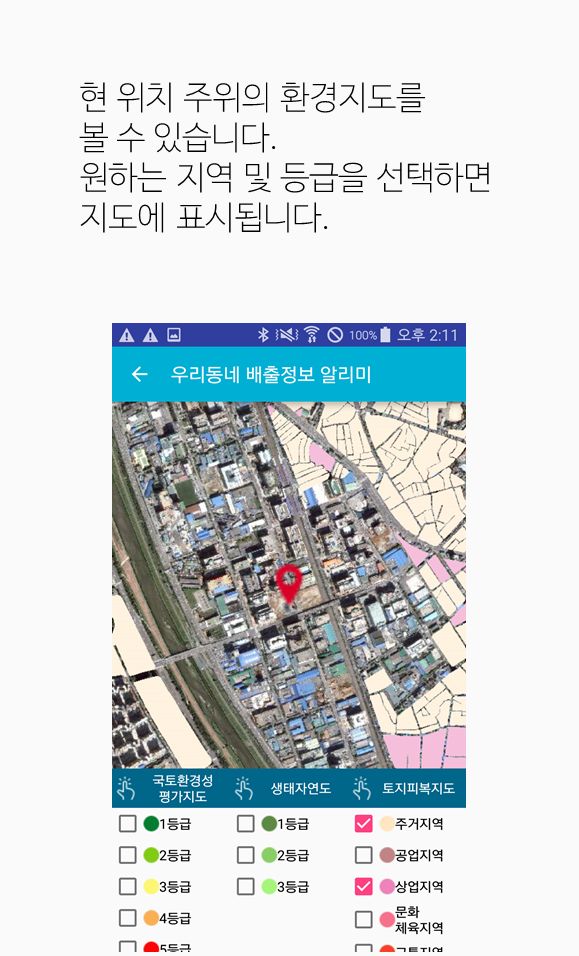 현 위치 주위의 환경지도를
볼 수 있습니다.
원하는 지역 및 등급을 선택하면
지도에 표시됩니다.
100% 오후 2:11
우리동네 배출정보 알리미
국토환경성
평가지도
생태자연도
토지피복지도
1등급 1등급 주거지역
2등급 2등급 공업지역
3등급 3등급 상업지역
4등급 문화
체육지역
5등급 교통지역